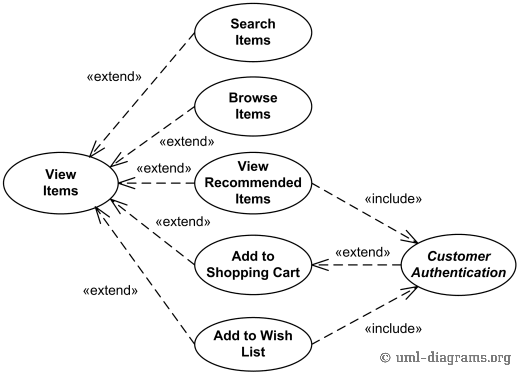 Search
Items
«extend»
Browse
Items
«extend»
View
Items
«extend»
View
Recommended
Items
«include»
«extend»
Add to
Shopping Cart
«extend»
Customer
Authentication
«extend»
Add to Wish
List
«include»
© uml-diagrams.org